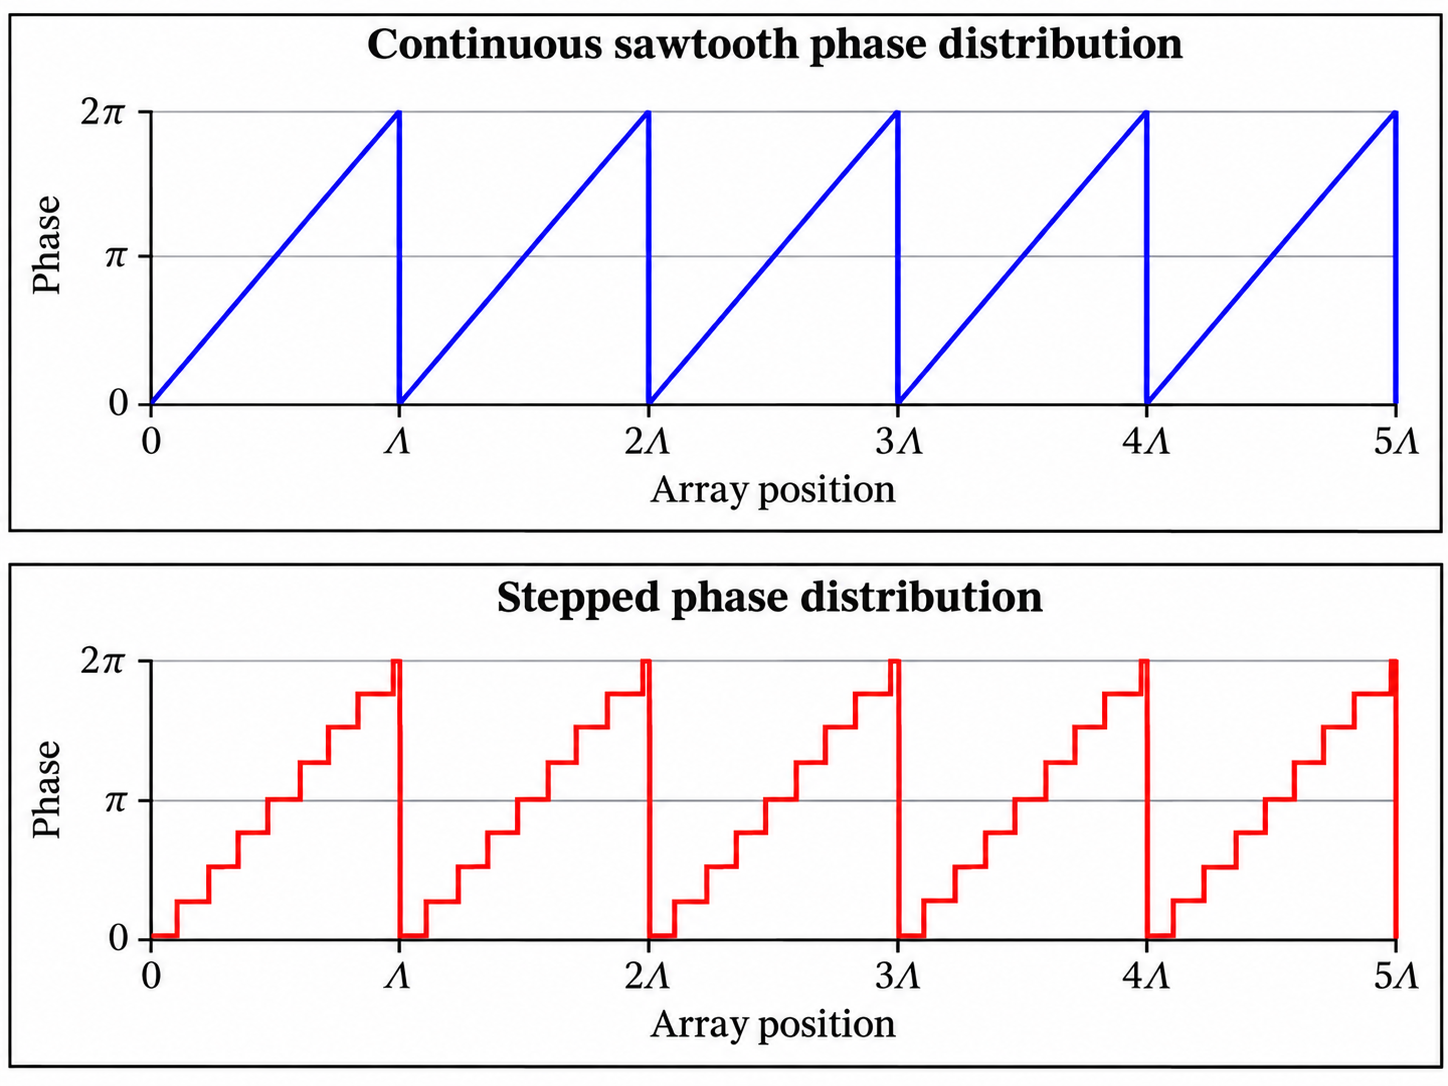 Continuous sawtooth phase distribution
2π
π
0
Phase
0 Λ 2Λ 3Λ 4Λ 5Λ
Array position
Stepped phase distribution
2π
π
0
Phase
0 Λ 2Λ 3Λ 4Λ 5Λ
Array position